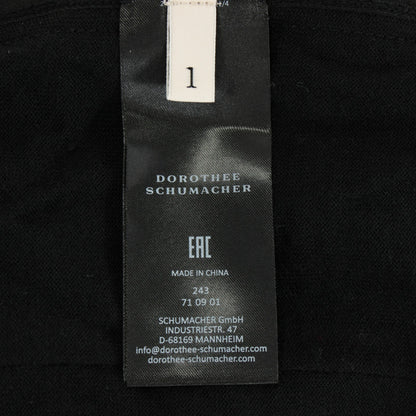 1
DOROTHEE
SCHUMACHER
EAC
MADE IN CHINA
243
71 09 01
SCHUMACHER GmbH
INDUSTRIESTR. 47
D-68169 MANNHEIM
info@dorothee-schumacher.com
dorothee-schumacher.com